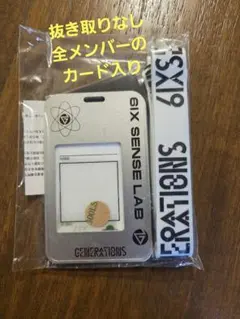 抜き取りなし
全メンバーの
カード入り
6IX SENSE LAB
GENERATIONS
6IXSE
ERATIONS